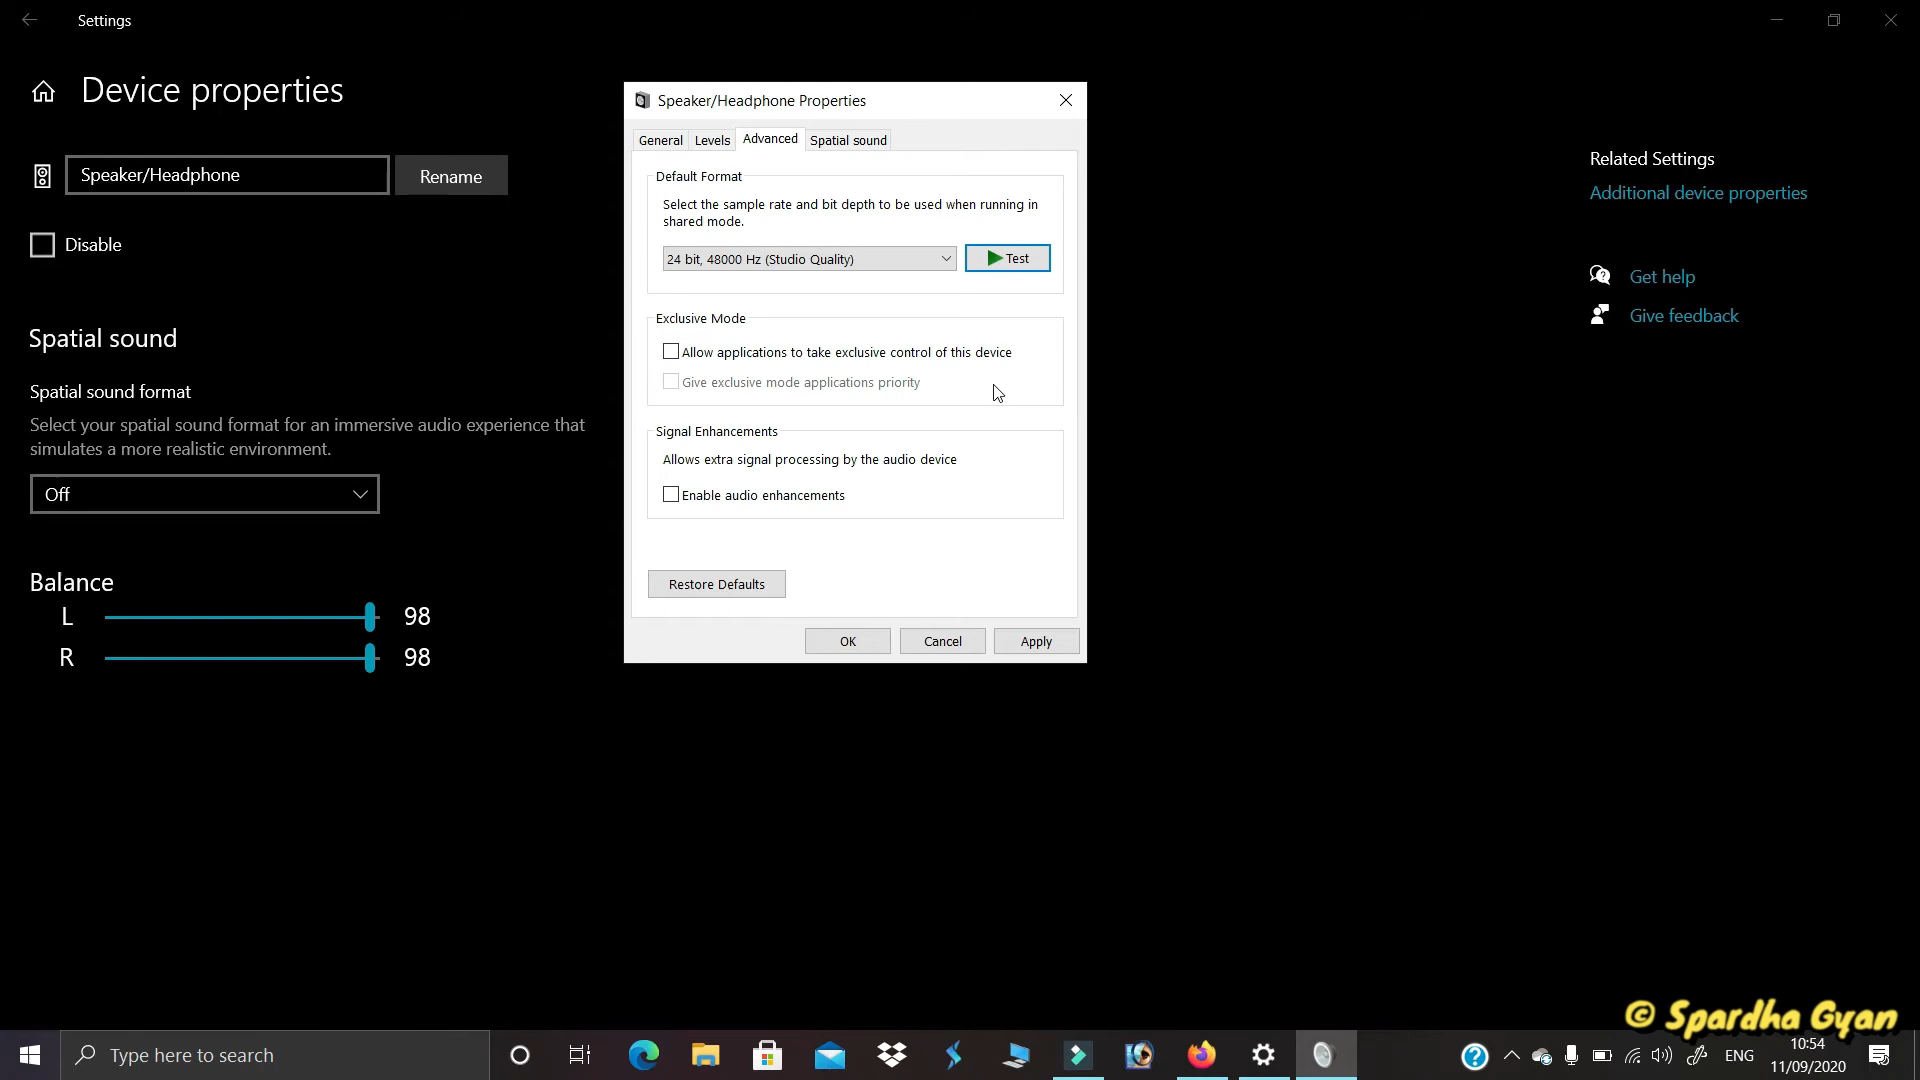 Settings
Device properties
Speaker/Headphone
Rename
Disable
Spatial sound
Spatial sound format
Select your spatial sound format for an immersive audio experience that
simulates a more realistic environment.
Off
Balance
L 98
R 98
Speaker/Headphone Properties
General Levels Advanced Spatial sound
Default Format
Select the sample rate and bit depth to be used when running in
shared mode.
24 bit, 48000 Hz (Studio Quality)
Test
Exclusive Mode
Allow applications to take exclusive control of this device
Give exclusive mode applications priority
Signal Enhancements
Allows extra signal processing by the audio device
Enable audio enhancements
Restore Defaults
OK Cancel Apply
Related Settings
Additional device properties
Get help
Give feedback
© Spardha Gyan
Type here to search
ENG
10:54
11/09/2020